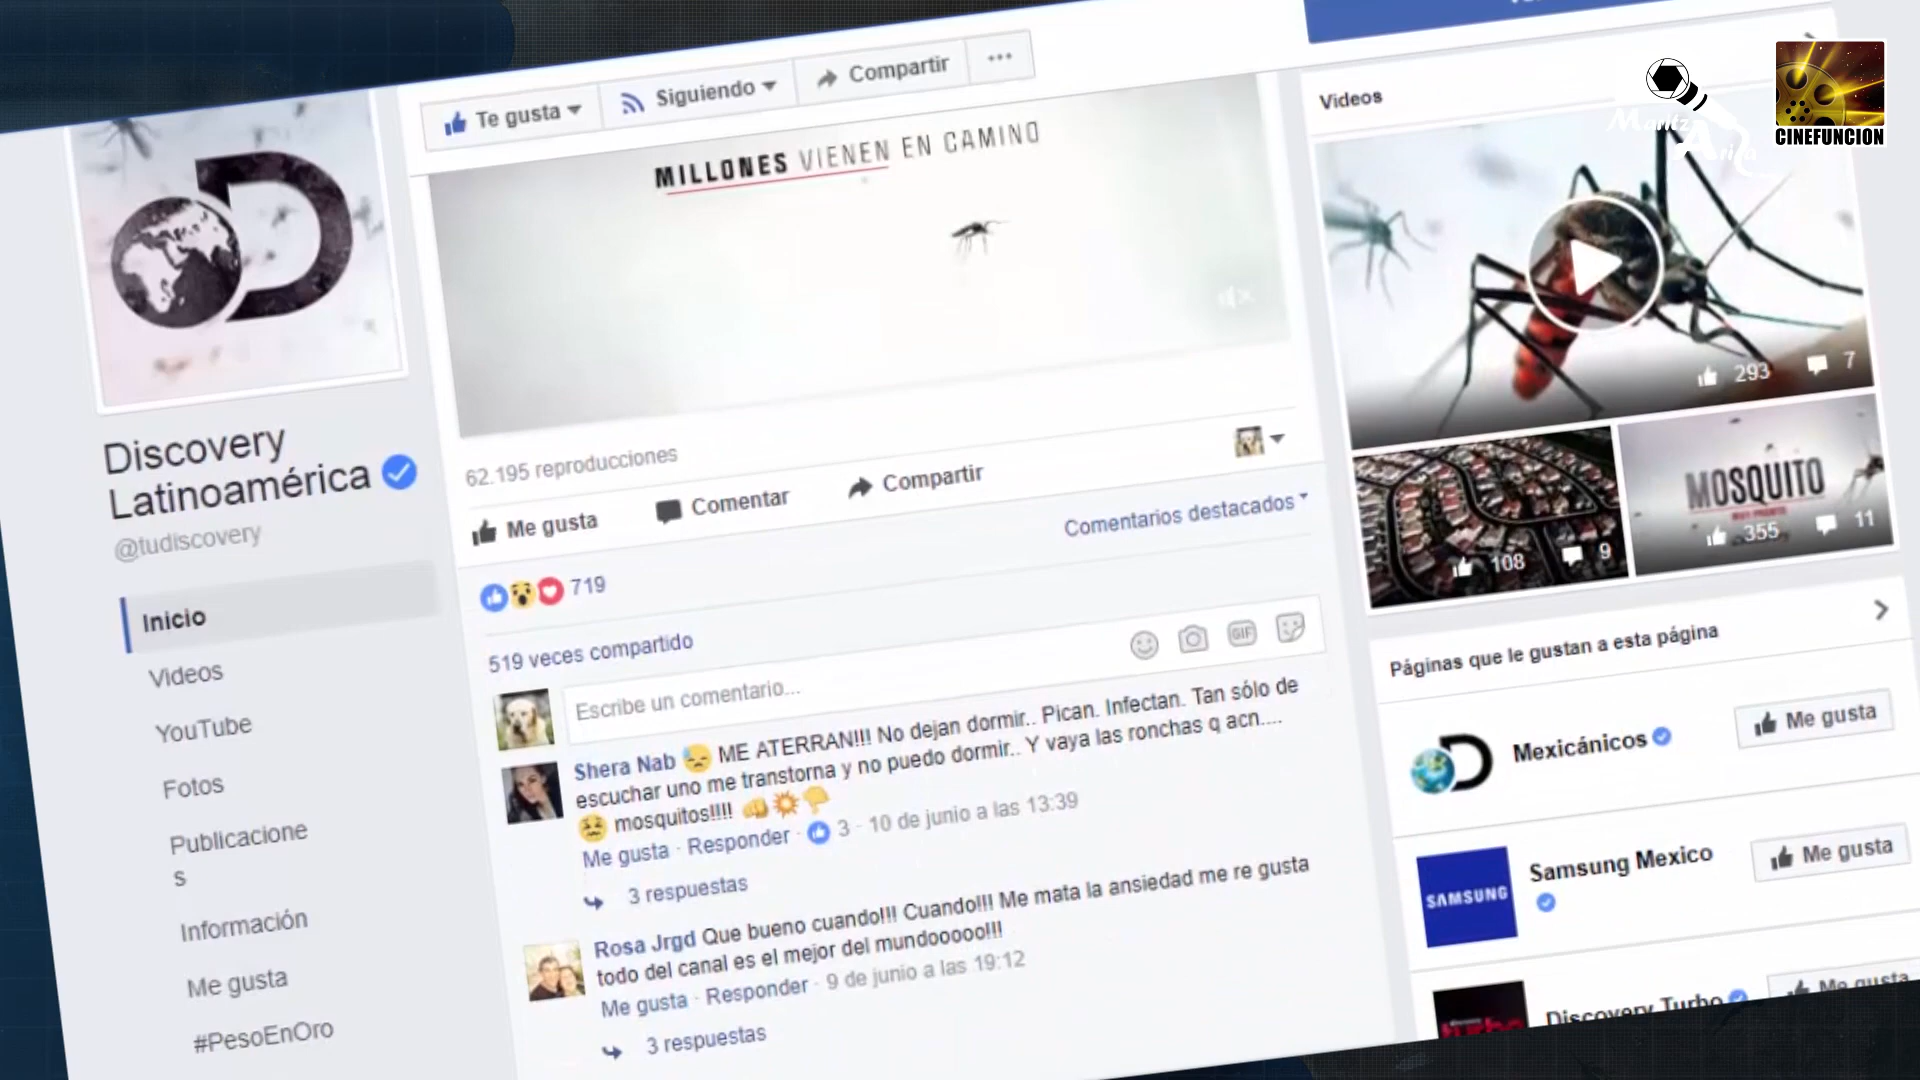 Te gusta
Siguiendo
Compartir
...
MILLONES VIENEN EN CAMINO
Discovery
Latinoamérica
@tudiscovery
Inicio
Videos
YouTube
Fotos
Publicacione
s
Información
Me gusta
#PesoEnOro
62.195 reproducciones
Me gusta
Comentar
Compartir
Comentarios destacados
719
519 veces compartido
Escribe un comentario...
GIF
Shera Nab 😓 ME ATERRAN!!! No dejan dormir.. Pican. Infectan. Tan sólo de
escuchar uno me transtorna y no puedo dormir.. Y vaya las ronchas q acn....
😖 mosquitos!!!! 👊💥👇
Me gusta · Responder · 3 · 10 de junio a las 13:39
3 respuestas
Rosa Jrgd Que bueno cuando!!! Cuando!!! Me mata la ansiedad me re gusta
todo del canal es el mejor del mundooooo!!!
Me gusta · Responder · 9 de junio a las 19:12
3 respuestas
Videos
293
7
108
9
MOSQUITO
355
11
Páginas que le gustan a esta página
Mexicánicos
Me gusta
SAMSUNG
Samsung Mexico
Me gusta
turbo
Discovery Turbo
Me gusta
CINEFUNCION